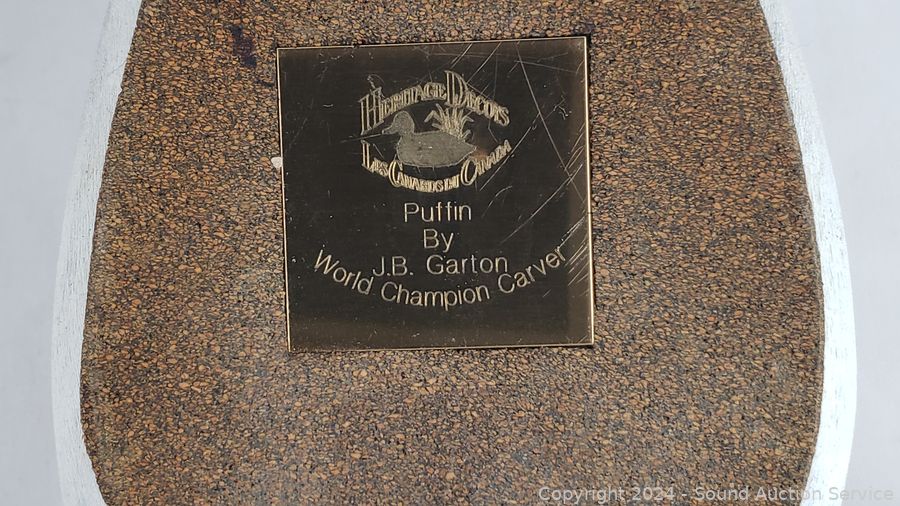 HERITAGE DECOYS
LES CANARDS DU CANADA
Puffin
By
J.B. Garton
World Champion Carver
Copyright 2024 - Sound Auction Service